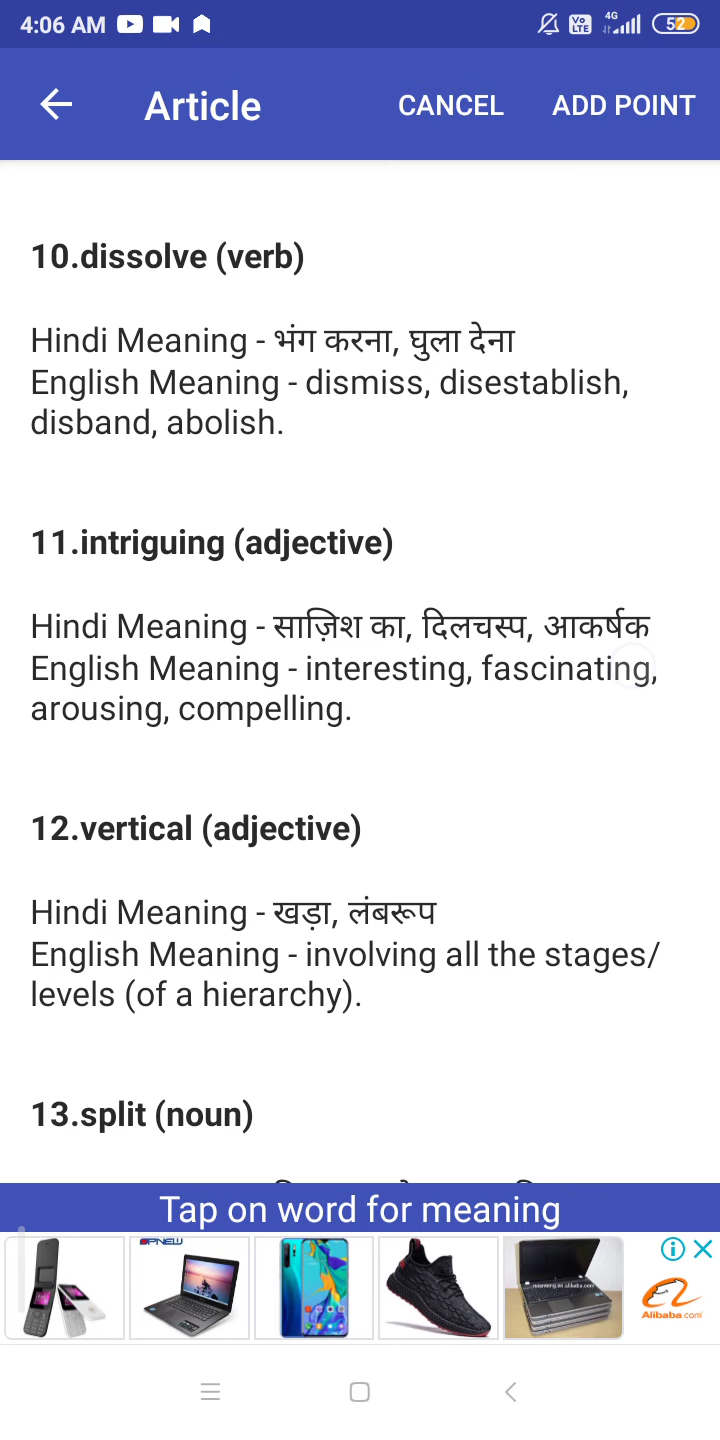 4:06 AM
Vo LTE 4G 52
Article CANCEL ADD POINT
10.dissolve (verb)
Hindi Meaning - भंग करना, घुला देना
English Meaning - dismiss, disestablish,
disband, abolish.
11.intriguing (adjective)
Hindi Meaning - साज़िश का, दिलचस्प, आकर्षक
English Meaning - interesting, fascinating,
arousing, compelling.
12.vertical (adjective)
Hindi Meaning - खड़ा, लंबरूप
English Meaning - involving all the stages/
levels (of a hierarchy).
13.split (noun)
Tap on word for meaning
Alibaba.com